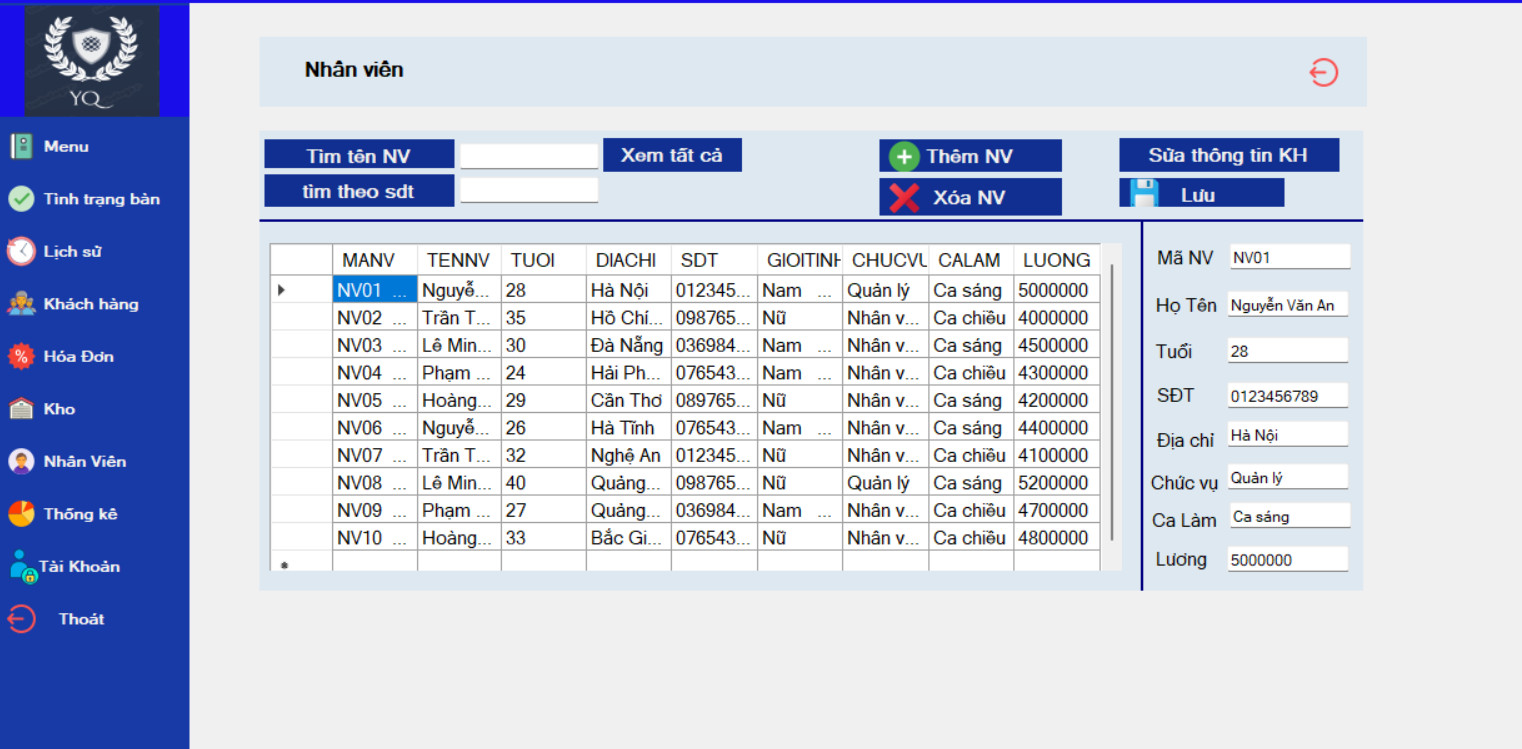 YQ
Menu
Tình trạng bàn
Lịch sử
Khách hàng
Hóa Đơn
Kho
Nhân Viên
Thống kê
Tài Khoản
Thoát
Nhân viên
Tìm tên NV
Xem tất cả
Thêm NV
Sửa thông tin KH
tìm theo sdt
Xóa NV
Lưu
MANV TENNV TUOI DIACHI SDT GIOITINH CHUCVU CALAM LUONG
NV01 ... Nguyễ... 28 Hà Nội 012345... Nam ... Quản lý Ca sáng 5000000
NV02 ... Trần T... 35 Hồ Chí... 098765... Nữ Nhân v... Ca chiều 4000000
NV03 ... Lê Min... 30 Đà Nẵng 036984... Nam ... Nhân v... Ca sáng 4500000
NV04 ... Phạm ... 24 Hải Ph... 076543... Nam ... Nhân v... Ca chiều 4300000
NV05 ... Hoàng... 29 Cần Thơ 089765... Nữ Nhân v... Ca sáng 4200000
NV06 ... Nguyễ... 26 Hà Tĩnh 076543... Nam ... Nhân v... Ca sáng 4400000
NV07 ... Trần T... 32 Nghệ An 012345... Nữ Nhân v... Ca chiều 4100000
NV08 ... Lê Min... 40 Quảng... 098765... Nữ Quản lý Ca sáng 5200000
NV09 ... Phạm ... 27 Quảng... 036984... Nam ... Nhân v... Ca chiều 4700000
NV10 ... Hoàng... 33 Bắc Gi... 076543... Nữ Nhân v... Ca chiều 4800000
Mã NV NV01
Họ Tên Nguyễn Văn An
Tuổi 28
SĐT 0123456789
Địa chỉ Hà Nội
Chức vụ Quản lý
Ca Làm Ca sáng
Lương 5000000